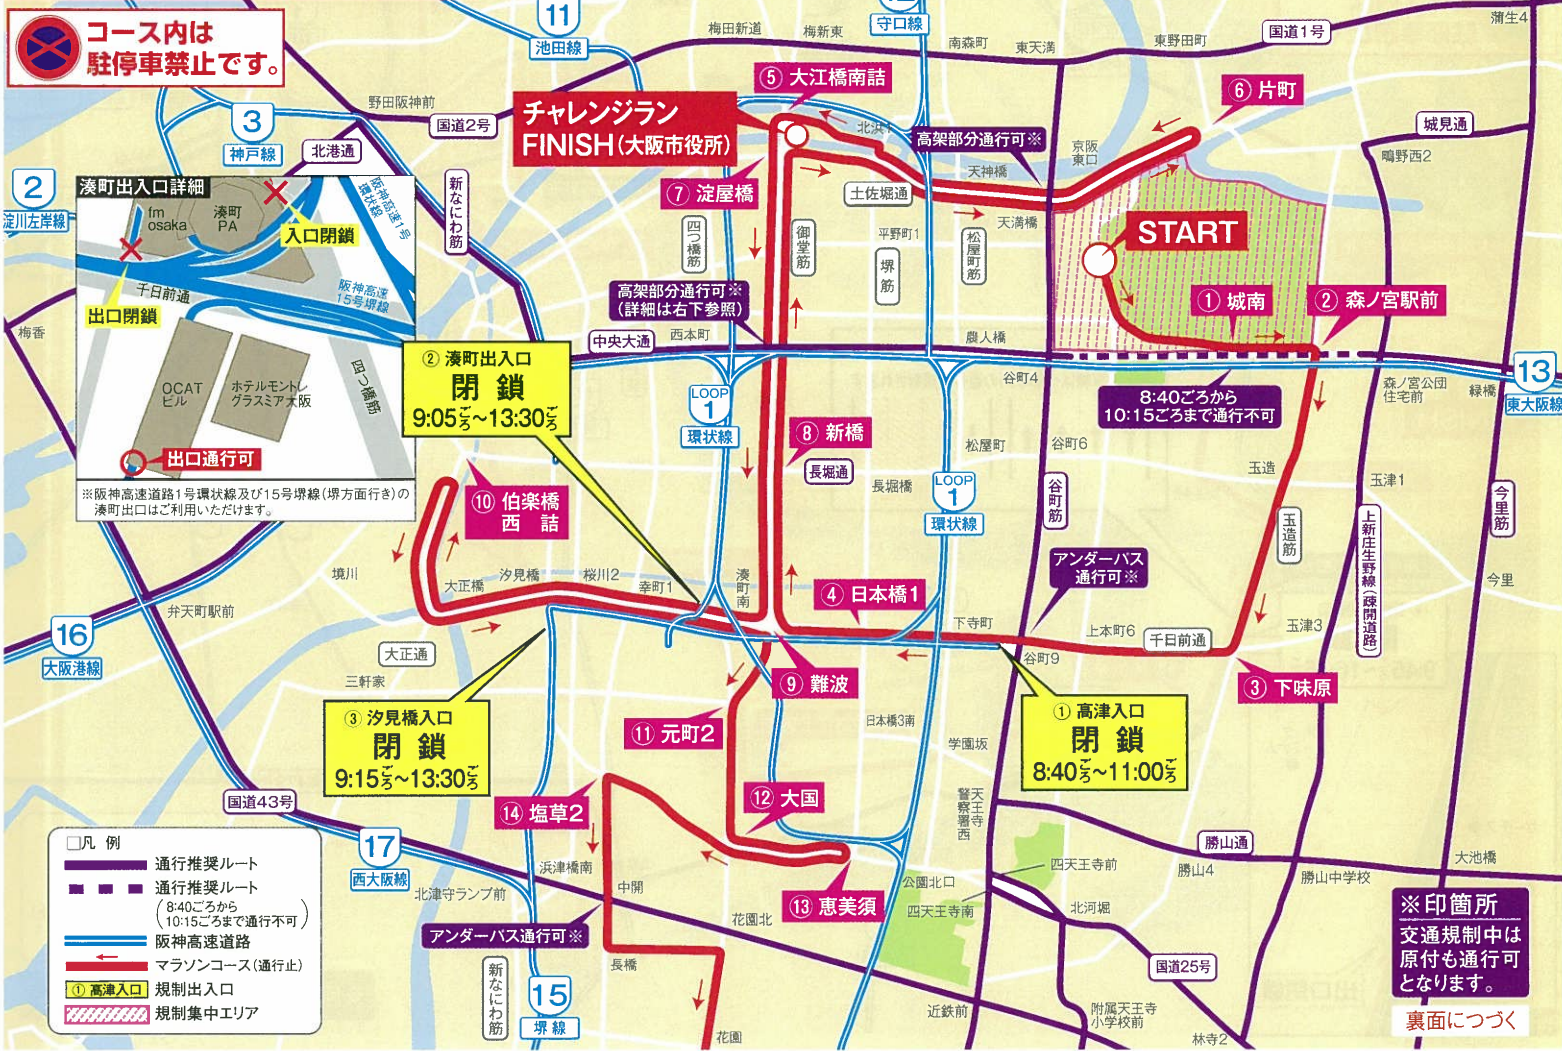 コース内は
駐停車禁止です。
11
池田線
12
守口線
梅田新道
梅新東
南森町
東天満
東野田町
国道1号
蒲生4
3
神戸線
野田阪神前
国道2号
北港通
2
淀川左岸線
新なにわ筋
湊町出入口詳細
fm
osaka
湊町
PA
入口閉鎖
阪神高速1号
環状線
出口閉鎖
千日前通
阪神高速
15号堺線
OCAT
ビル
ホテルモントレ
グラスミア大阪
四つ橋筋
出口通行可
※阪神高速道路1号環状線及び15号堺線(堺方面行き)の
湊町出口はご利用いただけます。
チャレンジラン
FINISH(大阪市役所)
⑤ 大江橋南詰
北浜1
高架部分通行可※
天神橋
京阪
東口
⑥ 片町
城見通
鴫野西2
⑦ 淀屋橋
土佐堀通
天満橋
四つ橋筋
御堂筋
平野町1
堺筋
松屋町筋
START
① 城南
② 森ノ宮駅前
高架部分通行可※
(詳細は右下参照)
梅香
中央大通
西本町
農人橋
谷町4
8:40ごろから
10:15ごろまで通行不可
森ノ宮公団
住宅前
緑橋
13
東大阪線
② 湊町出入口
閉鎖
9:05ごろ~13:30ごろ
LOOP
1
環状線
⑧ 新橋
長堀通
長堀橋
松屋町
谷町6
LOOP
1
環状線
谷町筋
玉造
玉造筋
玉津1
上新庄生野線(疎開道路)
今里筋
⑩ 伯楽橋
西詰
アンダーパス
通行可※
今里
境川
大正橋
汐見橋
桜川2
幸町1
湊町南
④ 日本橋1
下寺町
上本町6
千日前通
玉津3
弁天町駅前
16
大阪港線
大正通
三軒家
谷町9
③ 下味原
⑨ 難波
③ 汐見橋入口
閉鎖
9:15ごろ~13:30ごろ
⑪ 元町2
日本橋3南
学園坂
① 高津入口
閉鎖
8:40ごろ~11:00ごろ
国道43号
⑭ 塩草2
⑫ 大国
天王寺
警察署西
勝山通
17
西大阪線
浜津橋南
北津守ランプ前
中開
⑬ 恵美須
花園北
公園北口
四天王寺前
四天王寺南
勝山4
勝山中学校
大池橋
北河堀
アンダーパス通行可※
長橋
新なにわ筋
15
堺線
花園
近鉄前
国道25号
附属天王寺
小学校前
林寺2
□凡例
通行推奨ルート
通行推奨ルート
(8:40ごろから
10:15ごろまで通行不可)
阪神高速道路
マラソンコース(通行止)
① 高津入口 規制出入口
規制集中エリア
※印箇所
交通規制中は
原付も通行可
となります。
裏面につづく